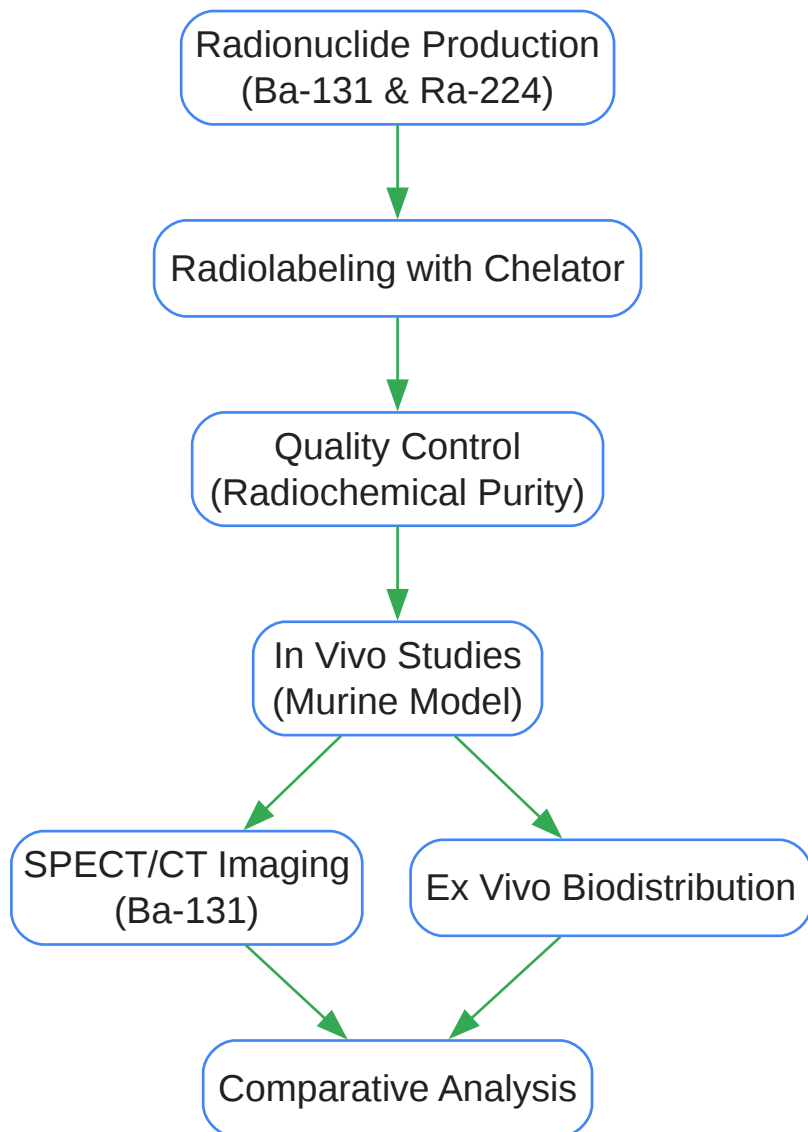 Radionuclide Production
(Ba-131 & Ra-224)
Radiolabeling with Chelator
Quality Control
(Radiochemical Purity)
In Vivo Studies
(Murine Model)
SPECT/CT Imaging
(Ba-131)
Ex Vivo Biodistribution
Comparative Analysis